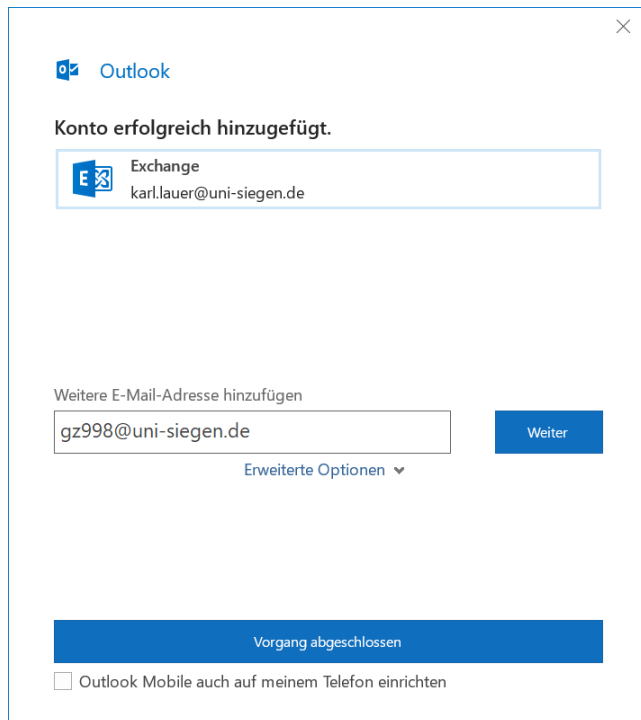 Outlook
Konto erfolgreich hinzugefügt.
Exchange
karl.lauer@uni-siegen.de
Weitere E-Mail-Adresse hinzufügen
gz998@uni-siegen.de
Weiter
Erweiterte Optionen
Vorgang abgeschlossen
Outlook Mobile auch auf meinem Telefon einrichten